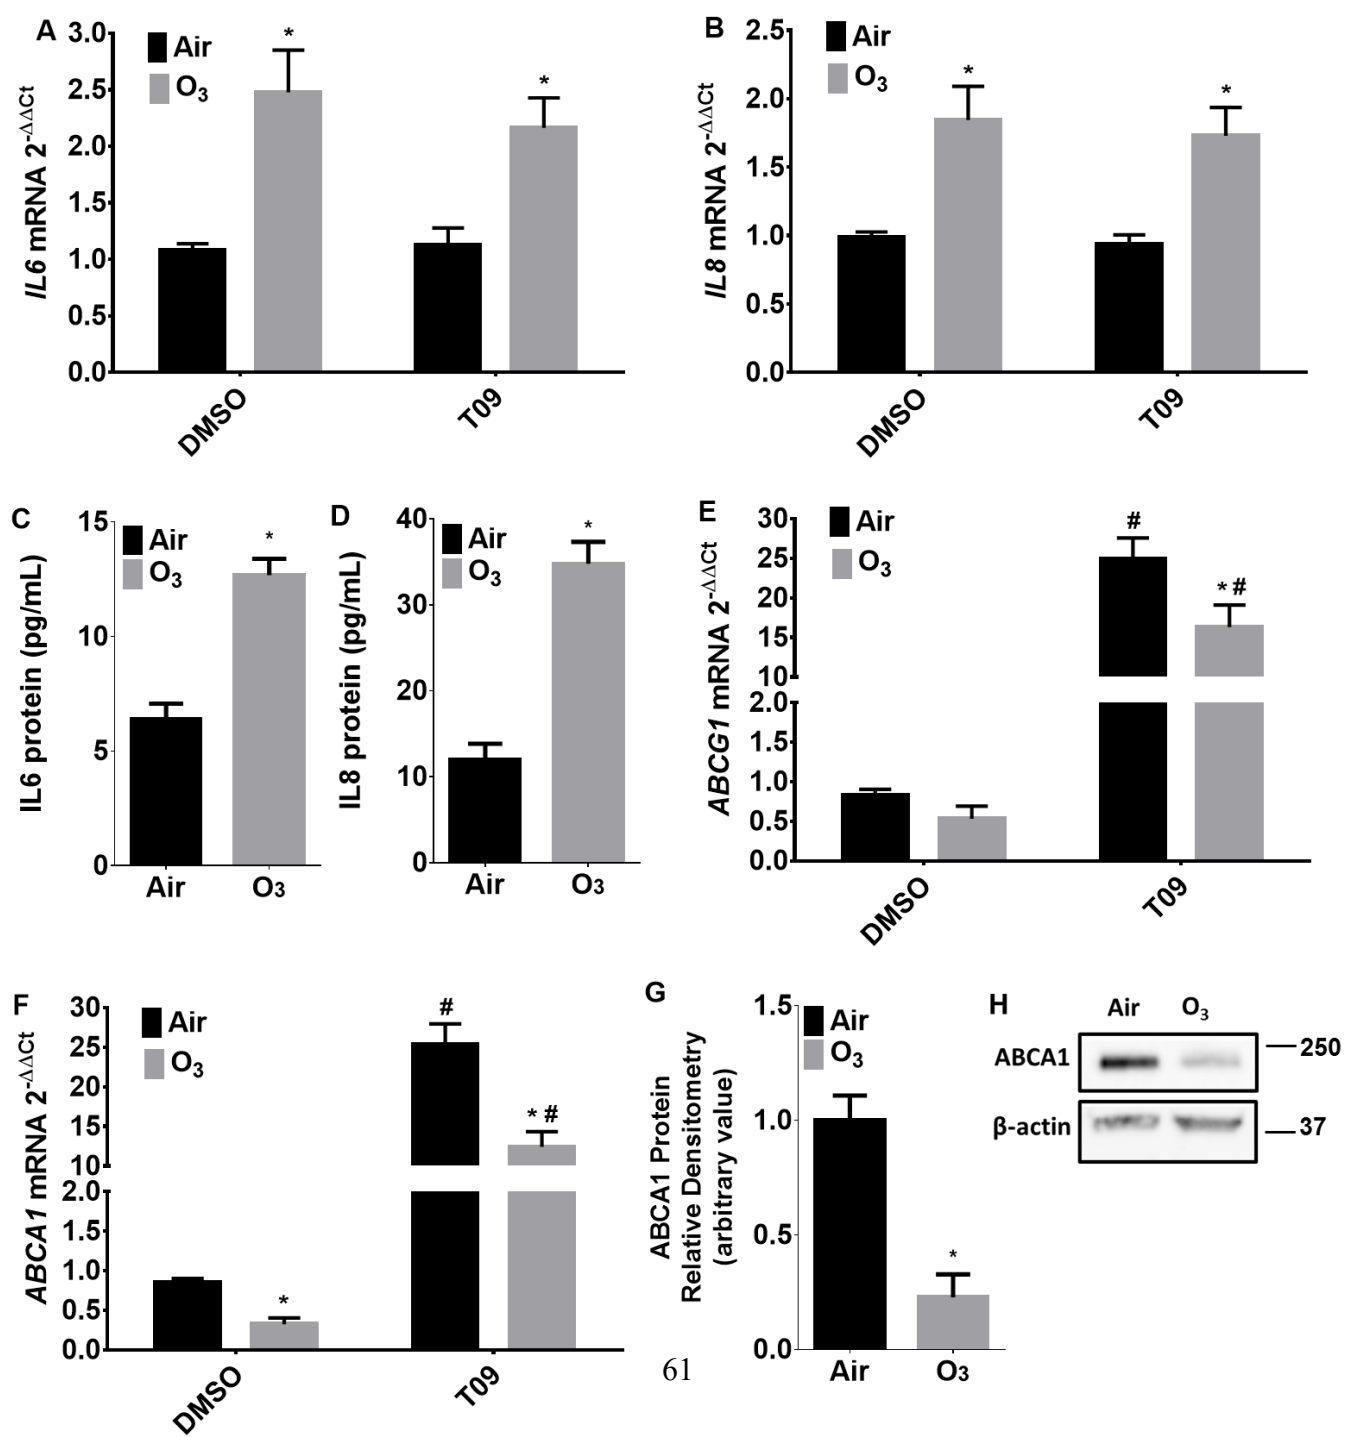 A
IL6 mRNA 2^-ΔΔCt
3.0
2.5
2.0
1.5
1.0
0.5
0.0
Air
O3
*
*
DMSO
T09
B
IL8 mRNA 2^-ΔΔCt
2.5
2.0
1.5
1.0
0.5
0.0
Air
O3
*
*
DMSO
T09
C
IL6 protein (pg/mL)
15
10
5
0
Air
O3
*
Air
O3
D
IL8 protein (pg/mL)
40
30
20
10
0
Air
O3
*
Air
O3
E
ABCG1 mRNA 2^-ΔΔCt
30
25
20
15
10
2.0
1.5
1.0
0.5
0.0
Air
O3
#
*#
DMSO
T09
F
ABCA1 mRNA 2^-ΔΔCt
30
25
20
15
10
2.0
1.5
1.0
0.5
0.0
Air
O3
*
#
*#
DMSO
T09
G
ABCA1 Protein
Relative Densitometry
(arbitrary value)
1.5
1.0
0.5
0.0
Air
O3
*
Air
O3
H
Air O3
ABCA1
250
β-actin
37
61